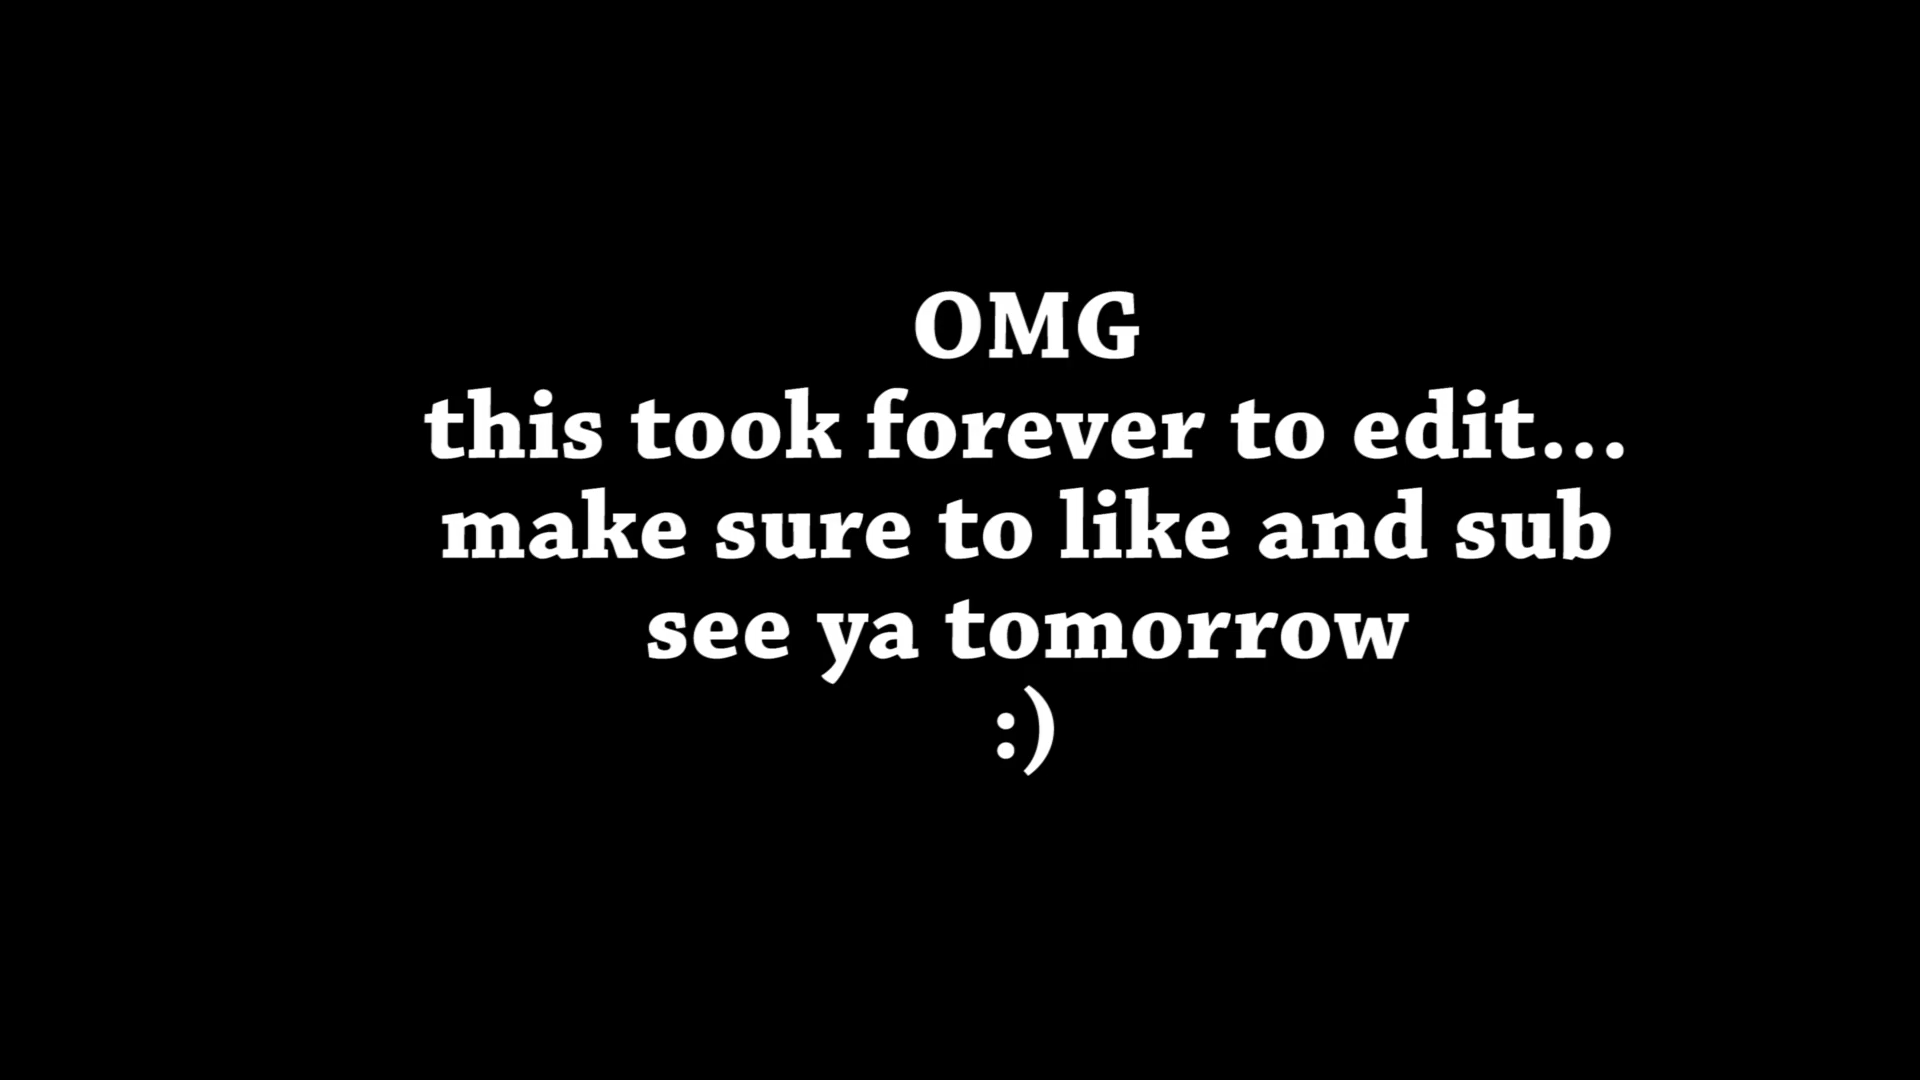 OMG
this took forever to edit...
make sure to like and sub
see ya tomorrow
:)